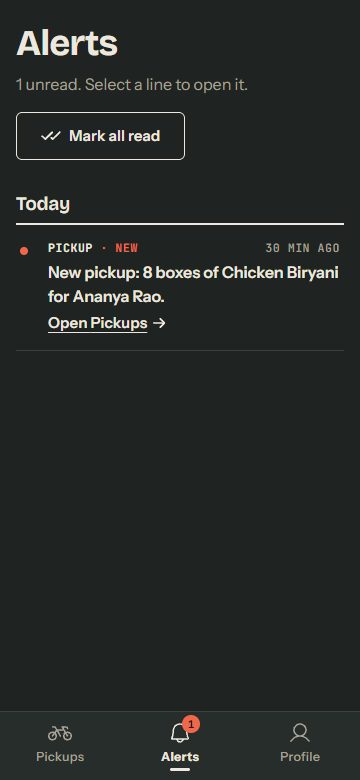 Alerts
1 unread. Select a line to open it.
Mark all read
Today
PICKUP · NEW
30 MIN AGO
New pickup: 8 boxes of Chicken Biryani
for Ananya Rao.
Open Pickups →
1
Pickups
Alerts
Profile